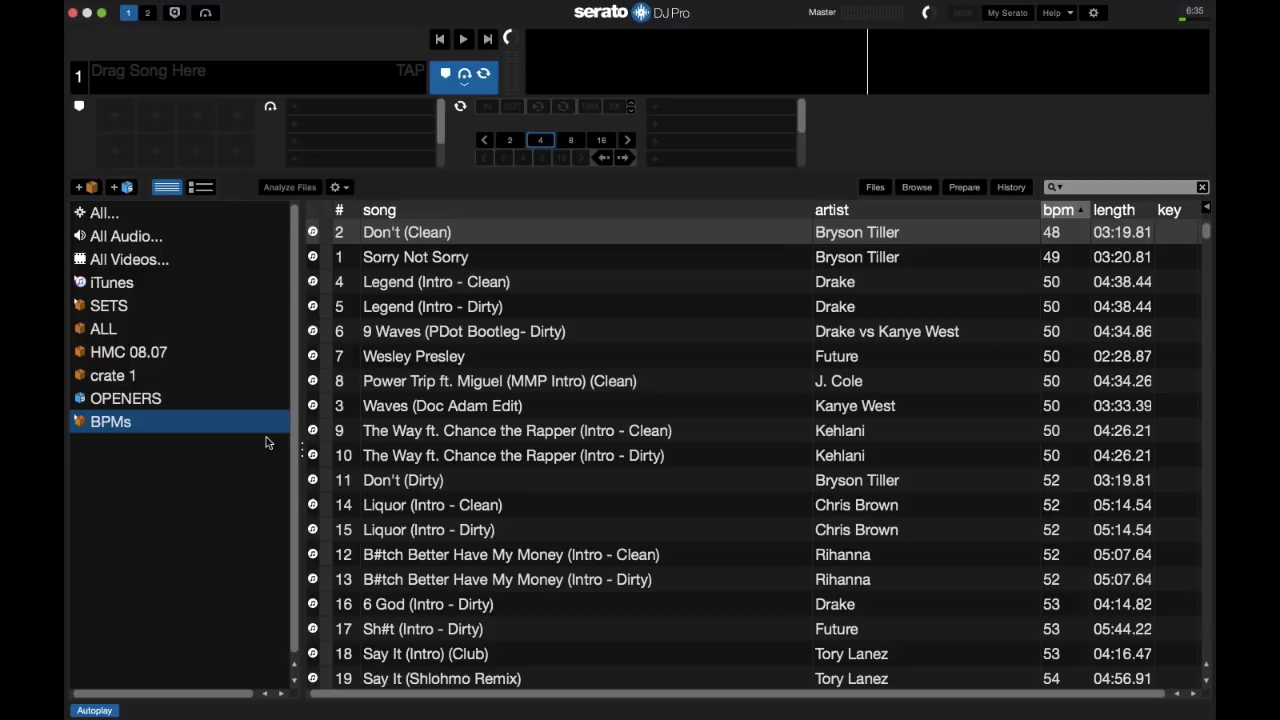 1 2 serato DJ Pro Master My Serato Help 6:35
1 Drag Song Here TAP
IN OUT
2 4 8 16
Analyze Files Files Browse Prepare History
All...
All Audio...
All Videos...
iTunes
SETS
ALL
HMC 08.07
crate 1
OPENERS
BPMs
# song artist bpm length key
2 Don't (Clean) Bryson Tiller 48 03:19.81
1 Sorry Not Sorry Bryson Tiller 49 03:20.81
4 Legend (Intro - Clean) Drake 50 04:38.44
5 Legend (Intro - Dirty) Drake 50 04:38.44
6 9 Waves (PDot Bootleg- Dirty) Drake vs Kanye West 50 04:34.86
7 Wesley Presley Future 50 02:28.87
8 Power Trip ft. Miguel (MMP Intro) (Clean) J. Cole 50 04:34.26
3 Waves (Doc Adam Edit) Kanye West 50 03:33.39
9 The Way ft. Chance the Rapper (Intro - Clean) Kehlani 50 04:26.21
10 The Way ft. Chance the Rapper (Intro - Dirty) Kehlani 50 04:26.21
11 Don't (Dirty) Bryson Tiller 52 03:19.81
14 Liquor (Intro - Clean) Chris Brown 52 05:14.54
15 Liquor (Intro - Dirty) Chris Brown 52 05:14.54
12 B#tch Better Have My Money (Intro - Clean) Rihanna 52 05:07.64
13 B#tch Better Have My Money (Intro - Dirty) Rihanna 52 05:07.64
16 6 God (Intro - Dirty) Drake 53 04:14.82
17 Sh#t (Intro - Dirty) Future 53 05:44.22
18 Say It (Intro) (Club) Tory Lanez 53 04:16.47
19 Say It (Shlohmo Remix) Tory Lanez 54 04:56.91
Autoplay